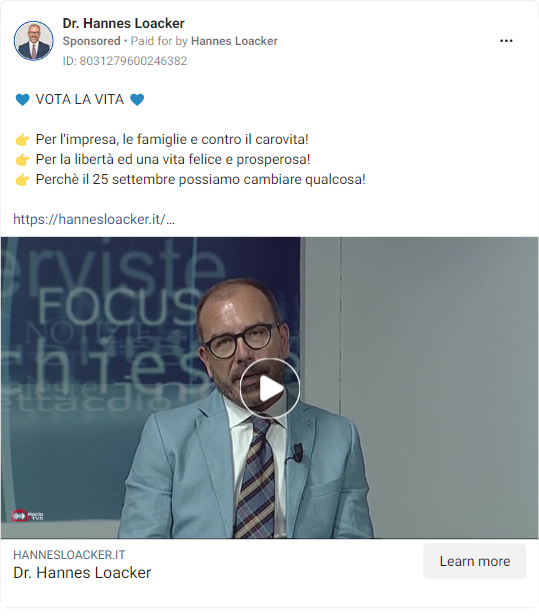 Dr. Hannes Loacker
Sponsored • Paid for by Hannes Loacker
ID: 8031279600246382
💙 VOTA LA VITA 💙
👉 Per l'impresa, le famiglie e contro il carovita!
👉 Per la libertà ed una vita felice e prosperosa!
👉 Perchè il 25 settembre possiamo cambiare qualcosa!
https://hannesloacker.it/...
erviste
FOCUS
NOTIZIE
chies
HANNESLOACKER.IT
Dr. Hannes Loacker
Learn more